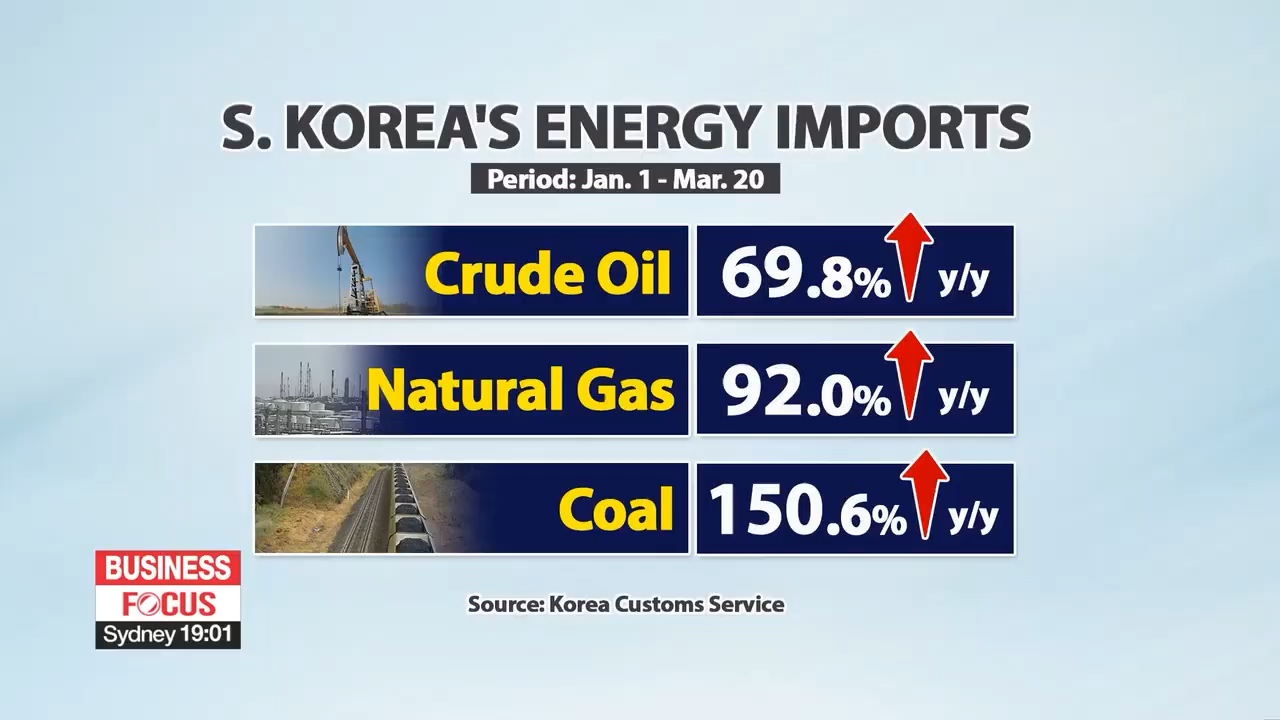 S. KOREA'S ENERGY IMPORTS
Period: Jan. 1 - Mar. 20
Crude Oil 69.8% y/y
Natural Gas 92.0% y/y
Coal 150.6% y/y
Source: Korea Customs Service
BUSINESS
FOCUS
Sydney 19:01